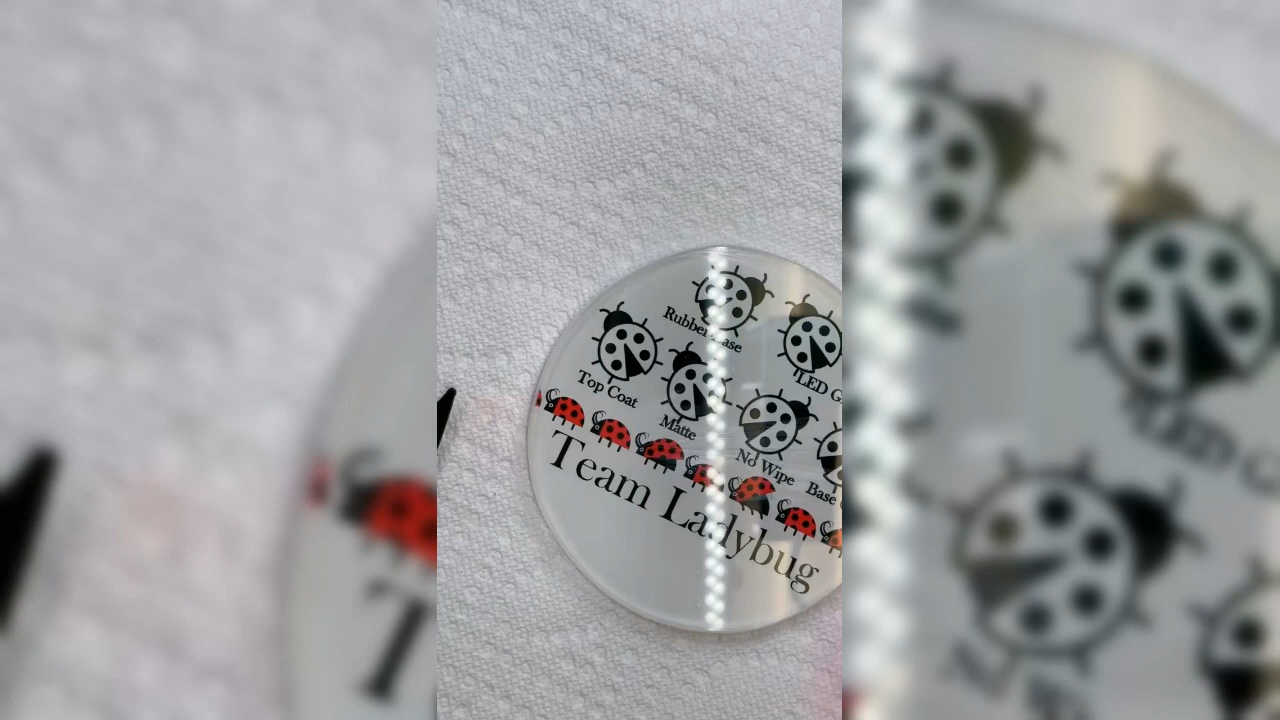 Rubber Base
Top Coat
LED G
Matte
No Wipe
Base
Team Ladybug